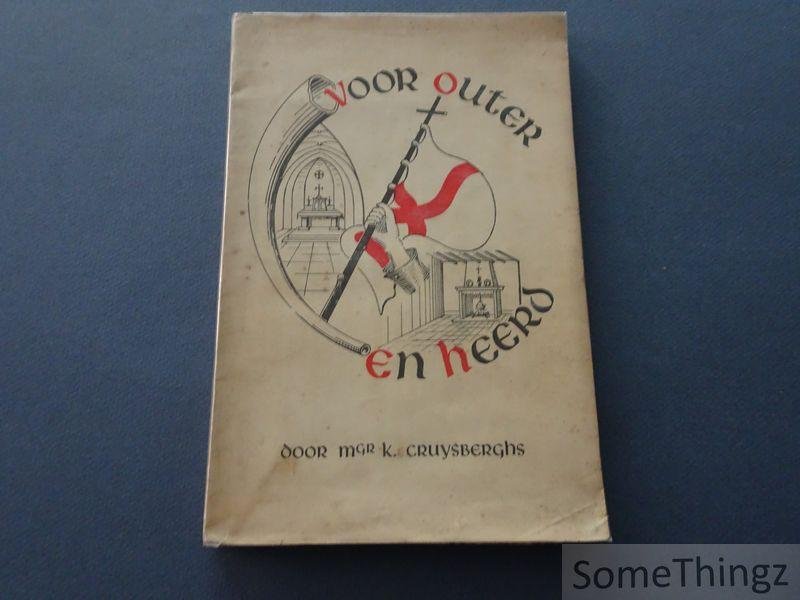 Voor Outer
en heerd
door Mgr K. Cruysberghs
SomeThingz